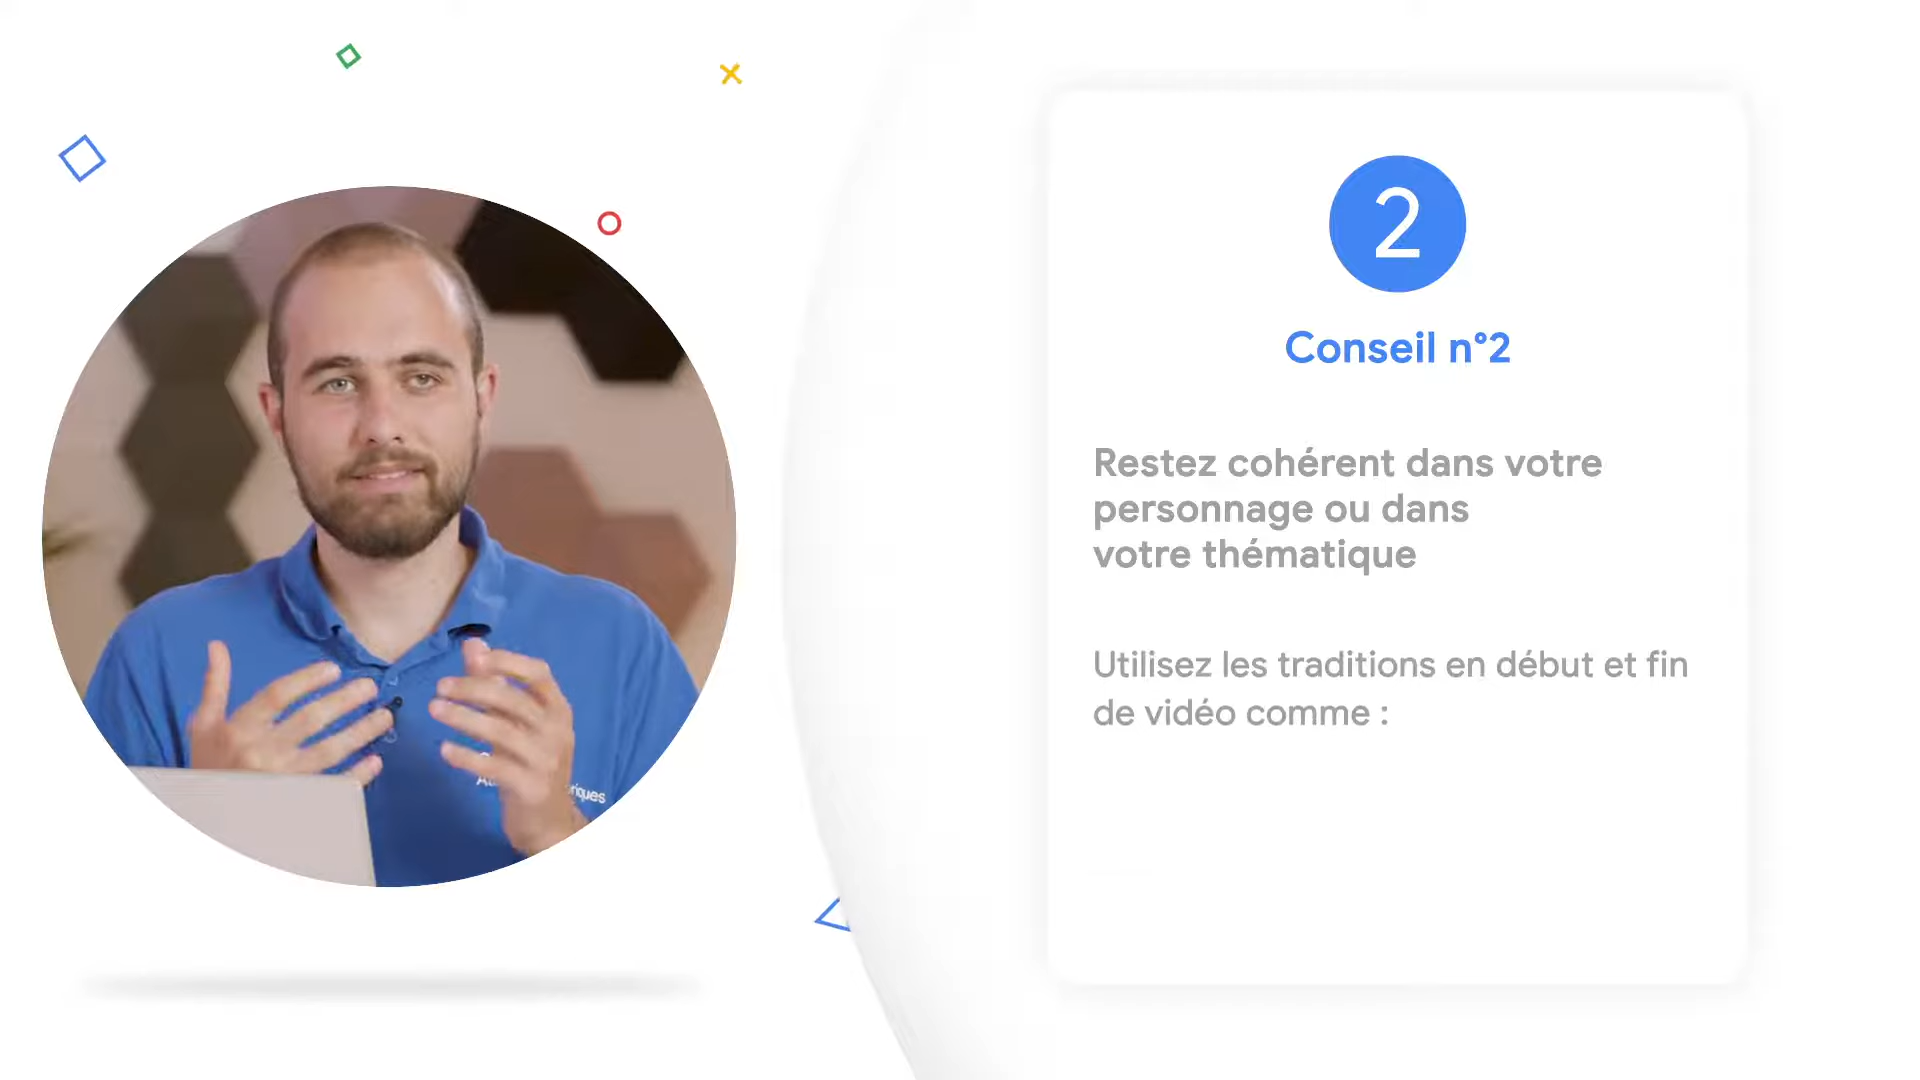 2
Conseil n°2
Restez cohérent dans votre
personnage ou dans
votre thématique
Utilisez les traditions en début et fin
de vidéo comme :